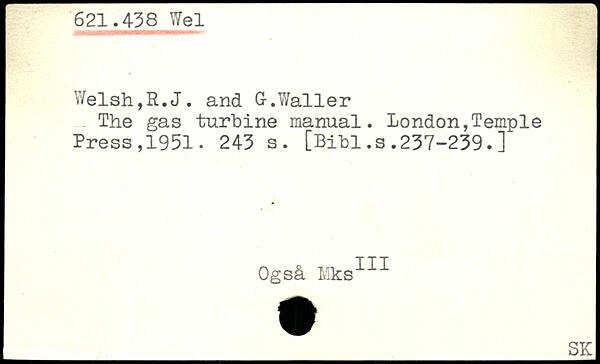 621.438 Wel
Welsh,R.J. and G.Waller
The gas turbine manual. London,Temple
Press,1951. 243 s. [Bibl.s.237-239.]
Også Mks III
SK